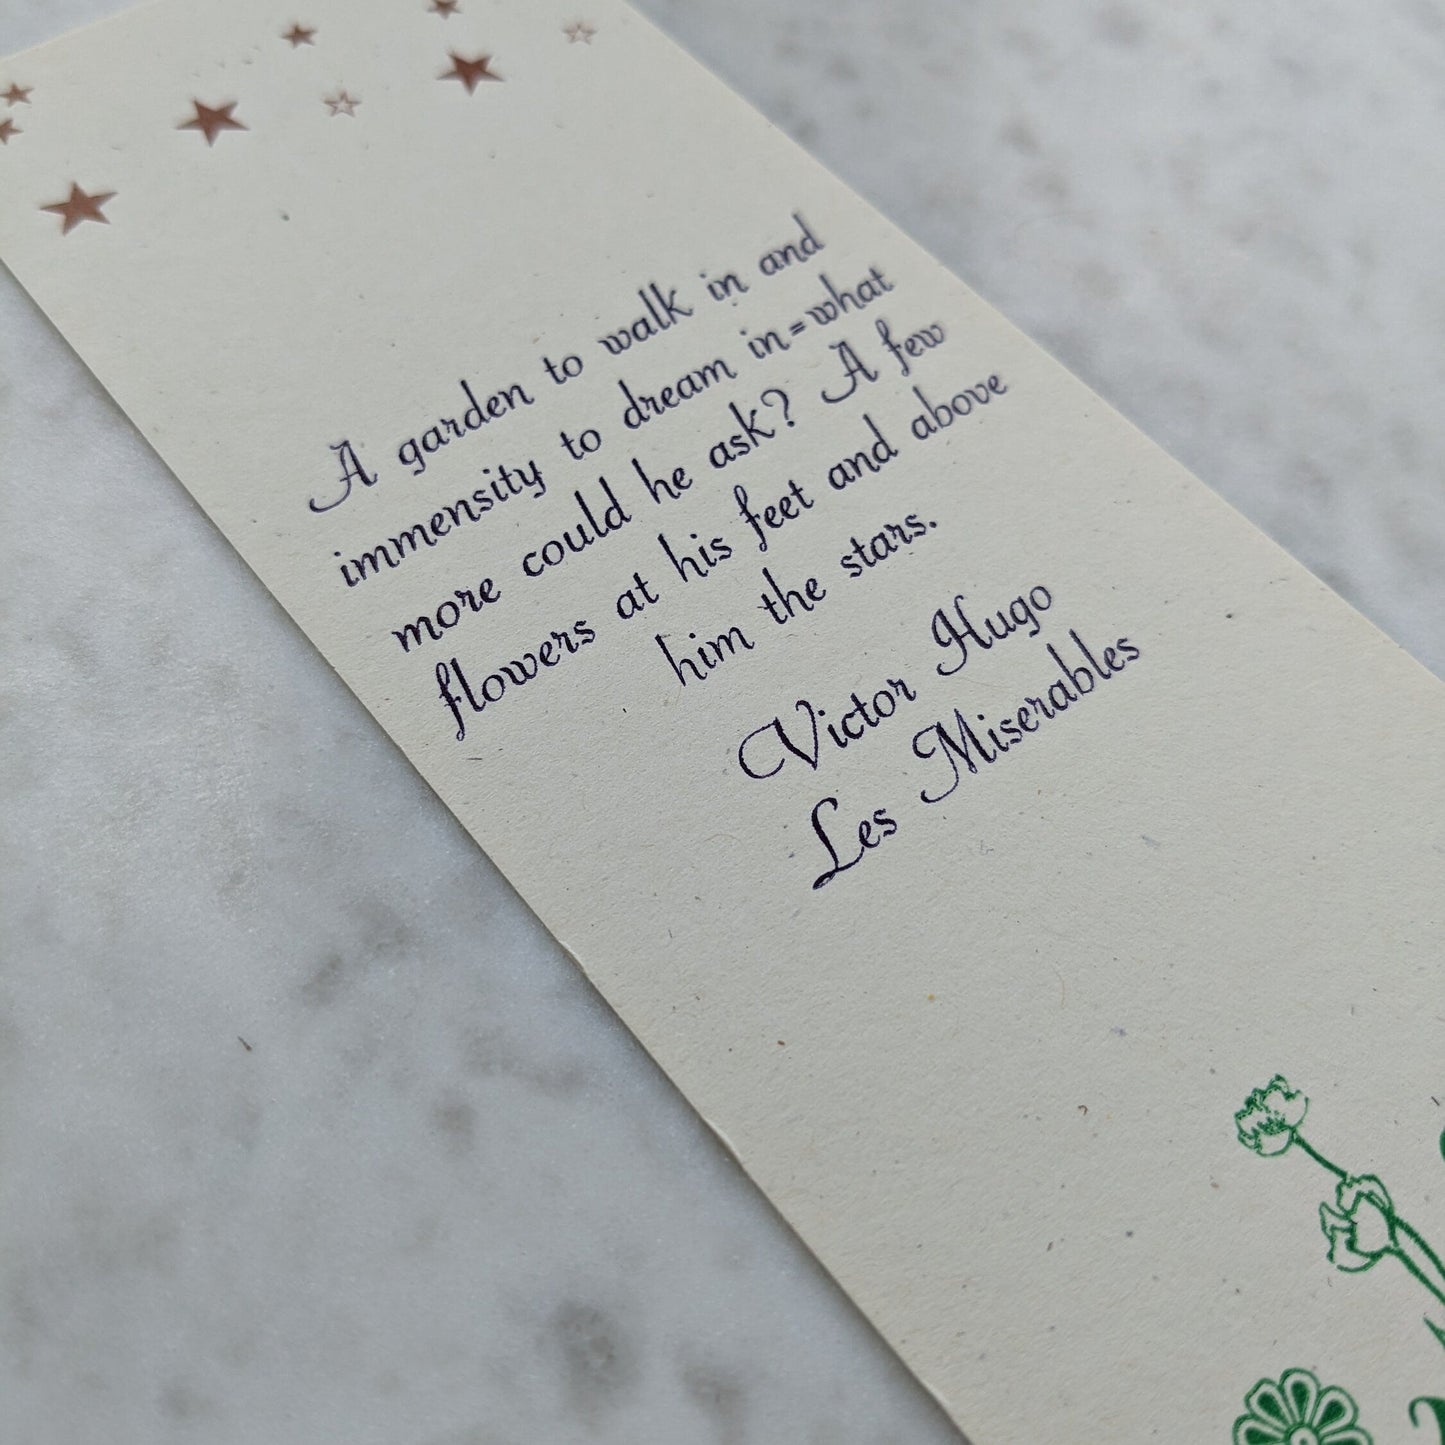 A garden to walk in and
immensity to dream in=what
more could he ask? A few
flowers at his feet and above
him the stars.
Victor Hugo
Les Miserables